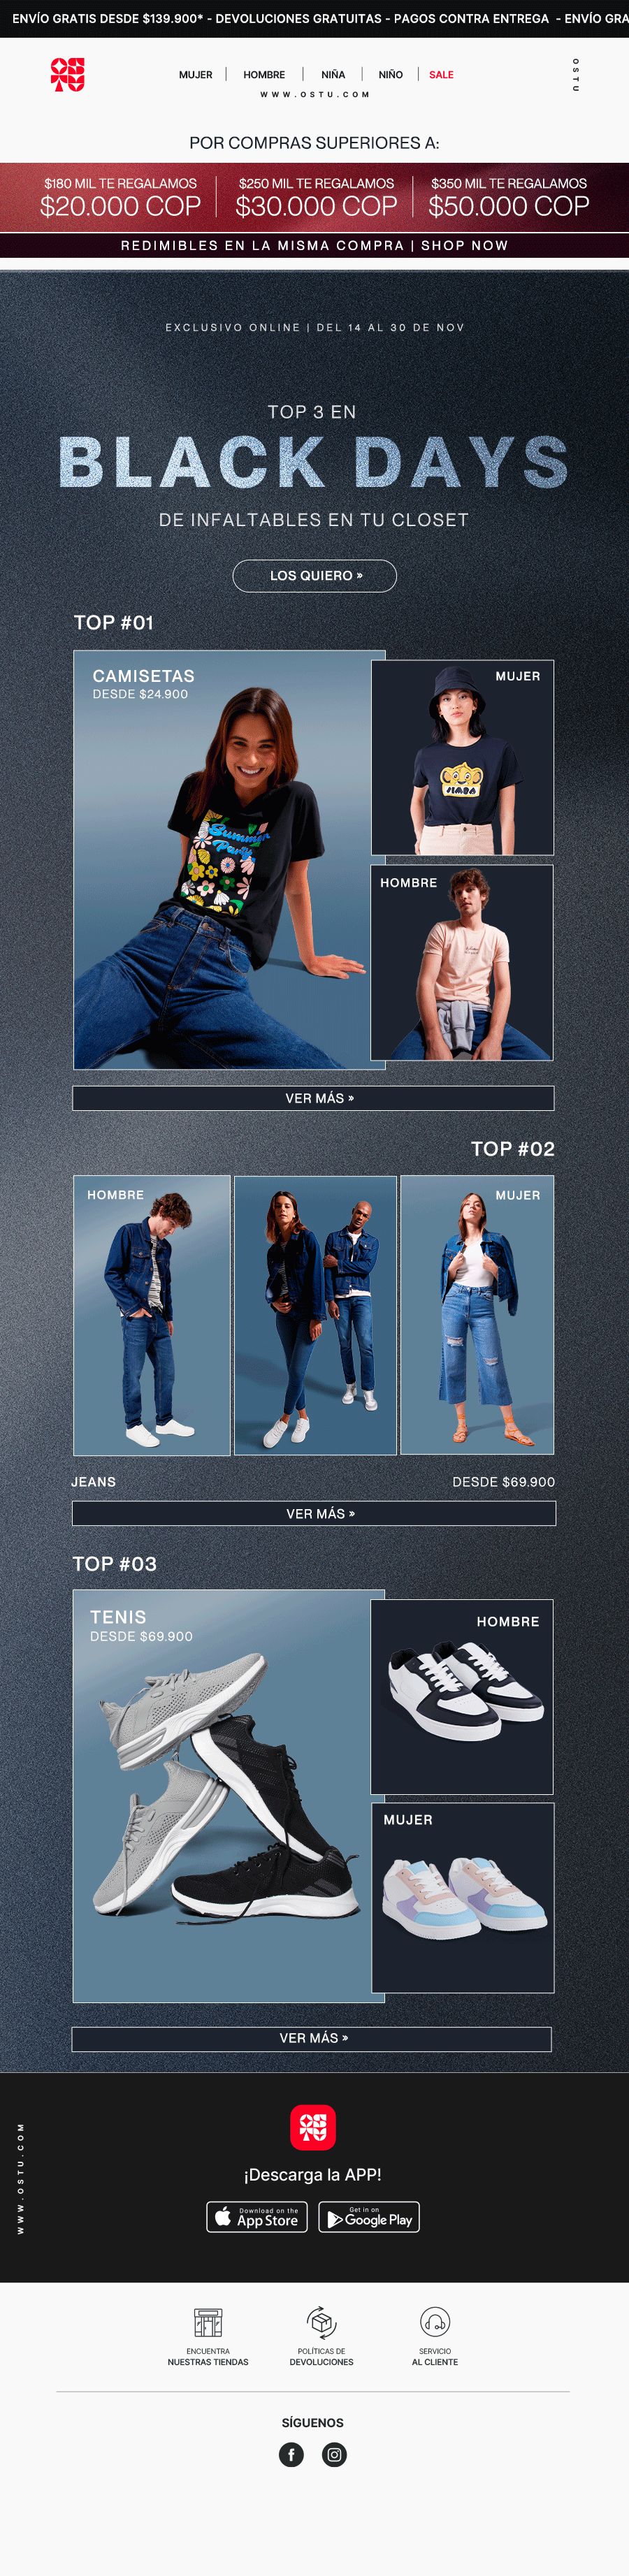 ENVÍO GRATIS DESDE $139.900* - DEVOLUCIONES GRATUITAS - PAGOS CONTRA ENTREGA - ENVÍO GRA
MUJER | HOMBRE | NIÑA | NIÑO | SALE
WWW.OSTU.COM
OSTU
POR COMPRAS SUPERIORES A:
$180 MIL TE REGALAMOS
$20.000 COP
$250 MIL TE REGALAMOS
$30.000 COP
$350 MIL TE REGALAMOS
$50.000 COP
REDIMIBLES EN LA MISMA COMPRA | SHOP NOW
EXCLUSIVO ONLINE | DEL 14 AL 30 DE NOV
TOP 3 EN
BLACK DAYS
DE INFALTABLES EN TU CLOSET
LOS QUIERO »
TOP #01
CAMISETAS
DESDE $24.900
Summer
Party
MUJER
HOMBRE
VER MÁS »
TOP #02
HOMBRE
MUJER
JEANS
DESDE $69.900
VER MÁS »
TOP #03
TENIS
DESDE $69.900
HOMBRE
MUJER
VER MÁS »
WWW.OSTU.COM
¡Descarga la APP!
Download on the
App Store
Get in on
Google Play
ENCUENTRA
NUESTRAS TIENDAS
POLÍTICAS DE
DEVOLUCIONES
SERVICIO
AL CLIENTE
SÍGUENOS